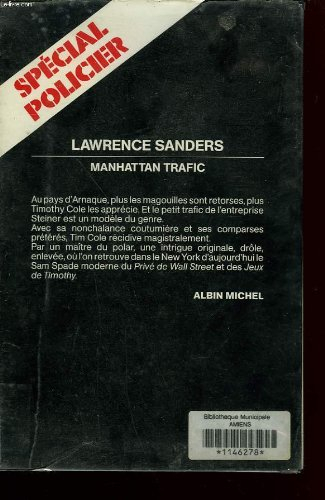 Le-livre.com
SPÉCIAL
POLICIER
LAWRENCE SANDERS
MANHATTAN TRAFIC
Au pays d'Arnaque, plus les magouilles sont retorses, plus
Timothy Cole les apprécie. Et le petit trafic de l'entreprise
Steiner est un modèle du genre.
Avec sa nonchalance coutumière et ses comparses
préférés, Tim Cole récidive magistralement.
Par un maître du polar, une intrigue originale, drôle,
enlevée, où l'on retrouve dans le New York d'aujourd'hui le
Sam Spade moderne du Privé de Wall Street et des Jeux
de Timothy.
ALBIN MICHEL
Bibliothèque Municipale
AMIENS
*1146278*